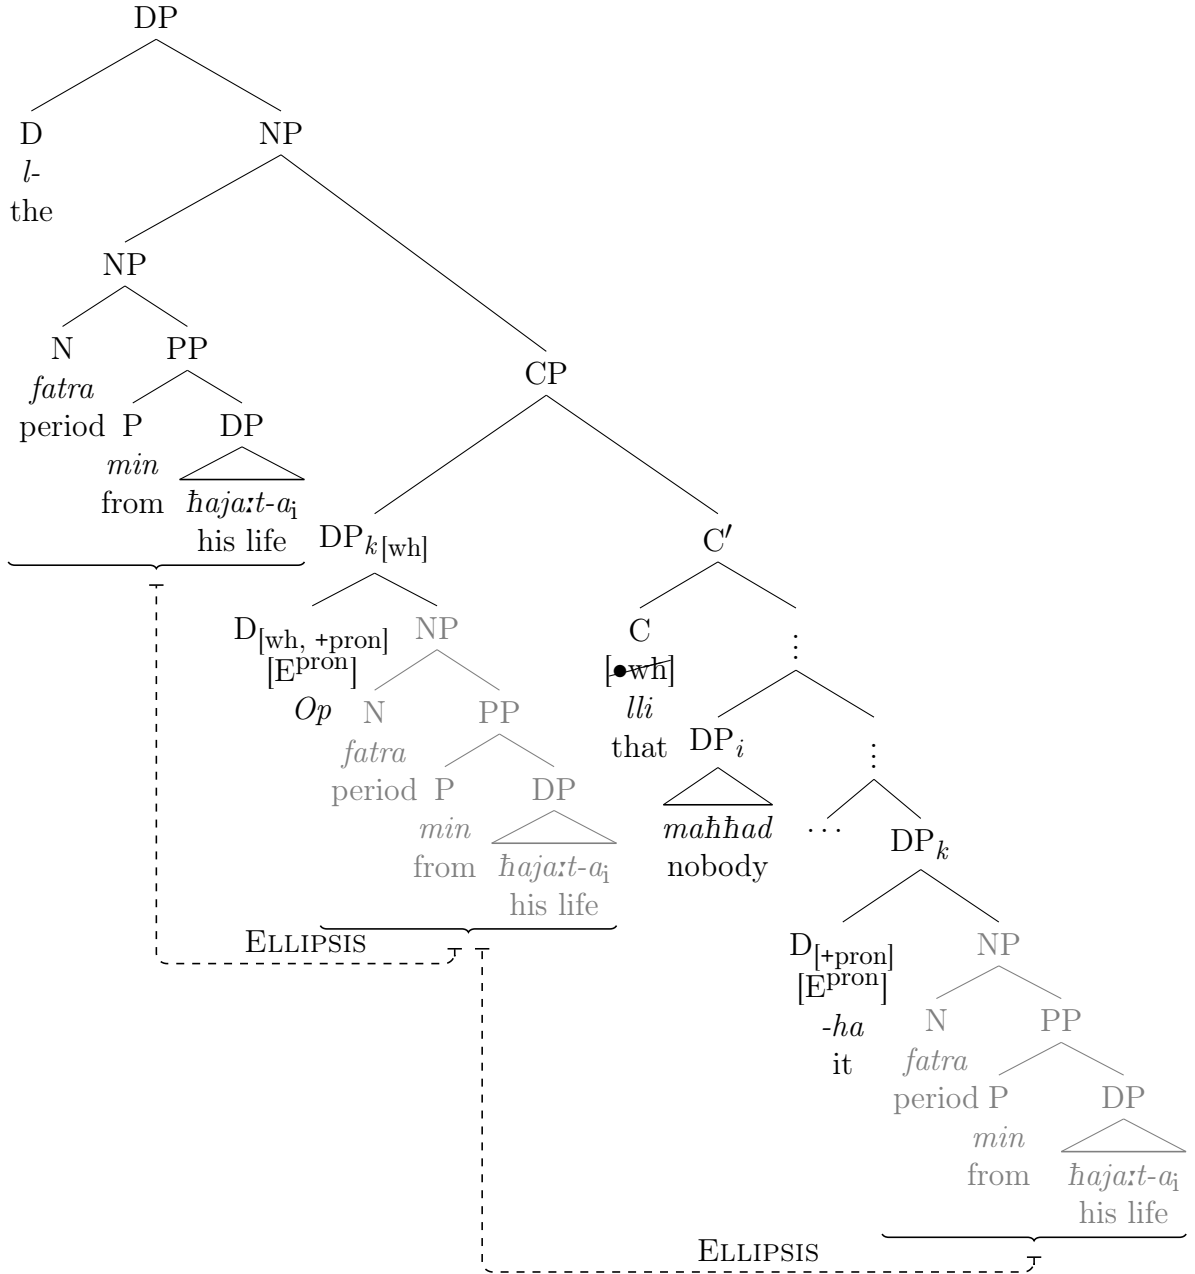 DP
D NP
l-
the
NP
N PP CP
fatra
period P DP
min
from ħajaːt-aᵢ
his life DPₖ[wh] C′
D[wh, +pron] NP C ⋮
[Eᵖʳᵒⁿ] [•wh]
Op N PP lli
that DPᵢ ⋮
fatra
period P DP
min maħħad ... DPₖ
from ħajaːt-aᵢ nobody
his life
ELLIPSIS D[+pron] NP
[Eᵖʳᵒⁿ]
-ha N PP
it fatra
period P DP
min
from ħajaːt-aᵢ
his life
ELLIPSIS